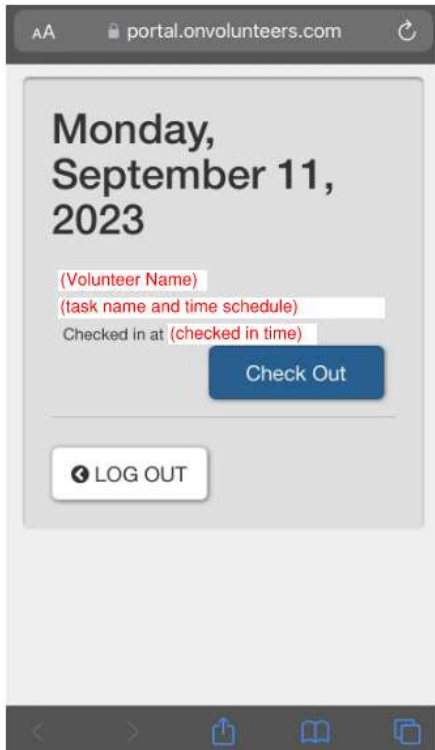 AA portal.onvolunteers.com
Monday,
September 11,
2023
(Volunteer Name)
(task name and time schedule)
Checked in at (checked in time)
Check Out
LOG OUT